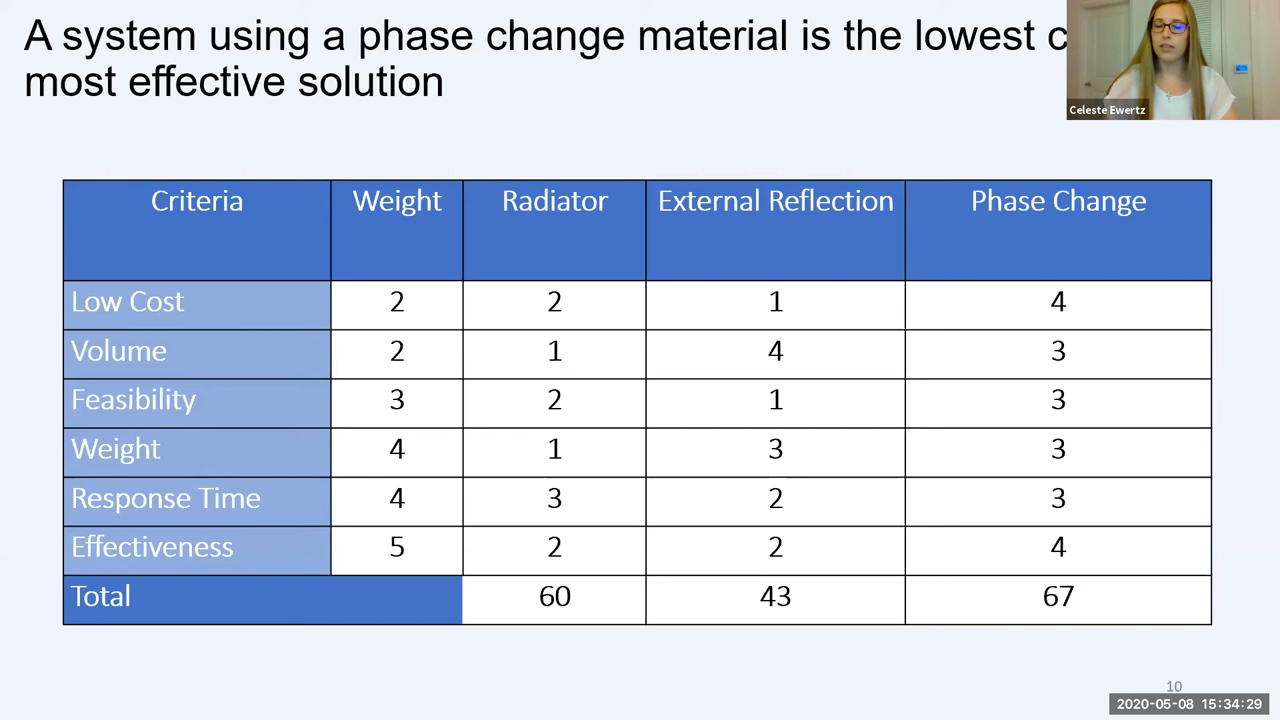 A system using a phase change material is the lowest
most effective solution
Celeste Ewertz
Criteria Weight Radiator External Reflection Phase Change
Low Cost 2 2 1 4
Volume 2 1 4 3
Feasibility 3 2 1 3
Weight 4 1 3 3
Response Time 4 3 2 3
Effectiveness 5 2 2 4
Total 60 43 67
10
2020-05-08 15:34:29